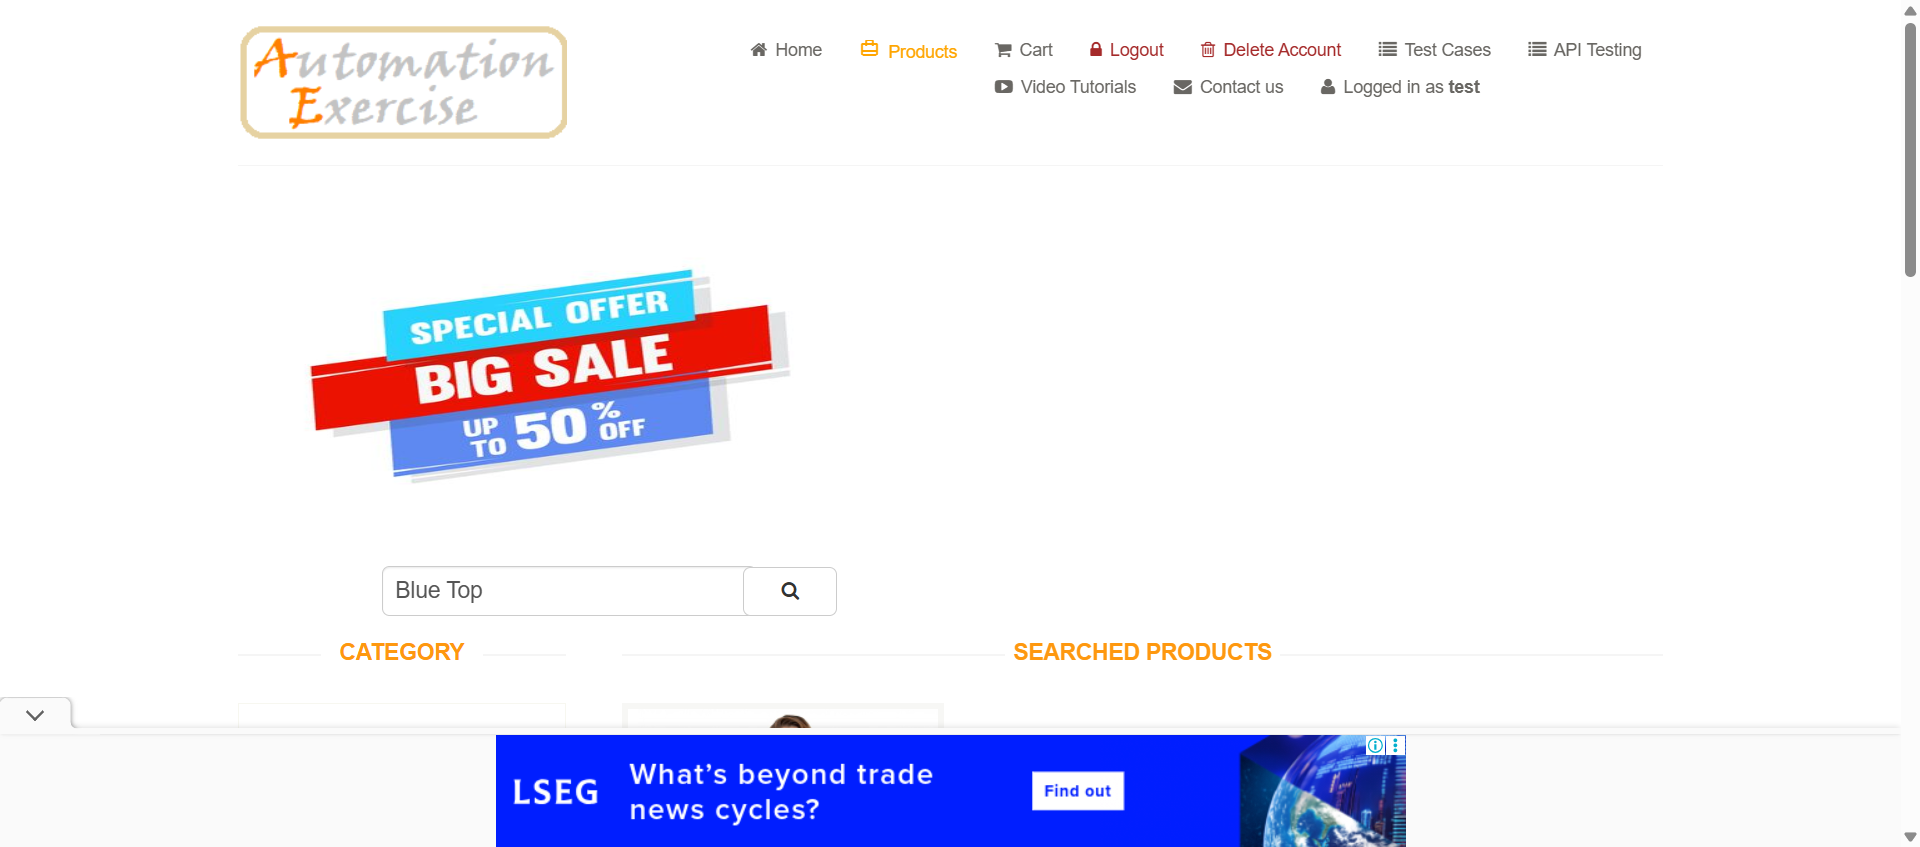 Automation
Exercise
Home
Products
Cart
Logout
Delete Account
Test Cases
API Testing
Video Tutorials
Contact us
Logged in as test
SPECIAL OFFER
BIG SALE
UP TO 50% OFF
Blue Top
CATEGORY
SEARCHED PRODUCTS
LSEG
What’s beyond trade
news cycles?
Find out